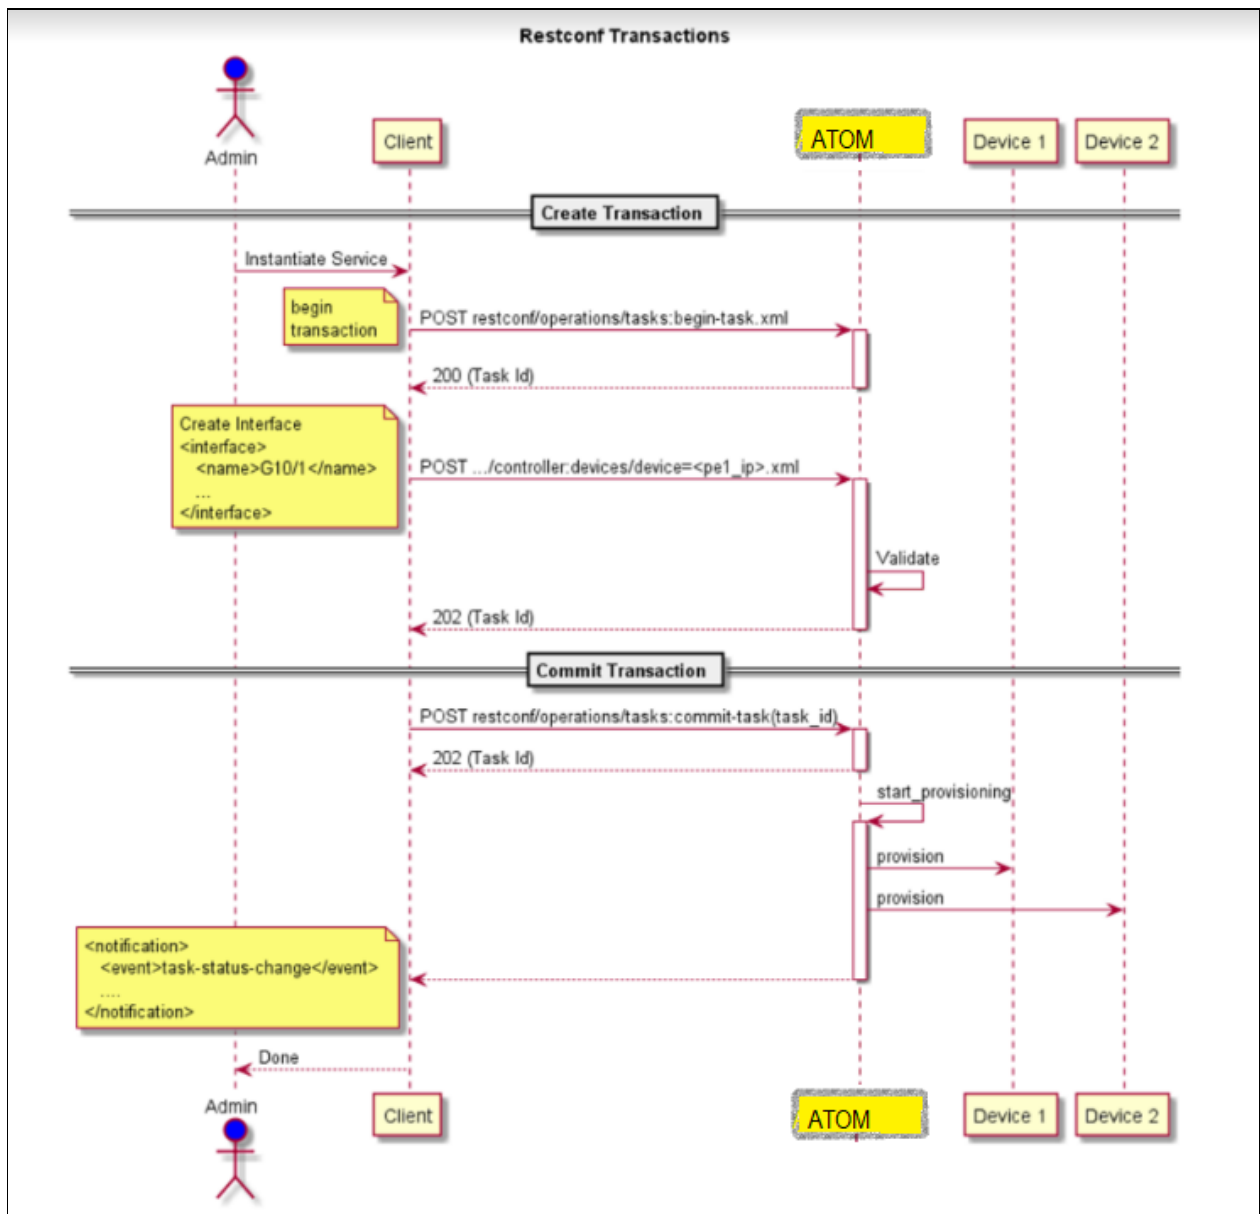 Restconf Transactions
Admin
Client
ATOM
Device 1
Device 2
Create Transaction
Instantiate Service
begin
transaction
POST restconf/operations/tasks:begin-task.xml
200 (Task Id)
Create Interface
<interface>
<name>G10/1</name>
...
</interface>
POST .../controller:devices/device=<pe1_ip>.xml
Validate
202 (Task Id)
Commit Transaction
POST restconf/operations/tasks:commit-task(task_id)
202 (Task Id)
start_provisioning
provision
provision
<notification>
<event>task-status-change</event>
....
</notification>
Done
Admin
Client
ATOM
Device 1
Device 2